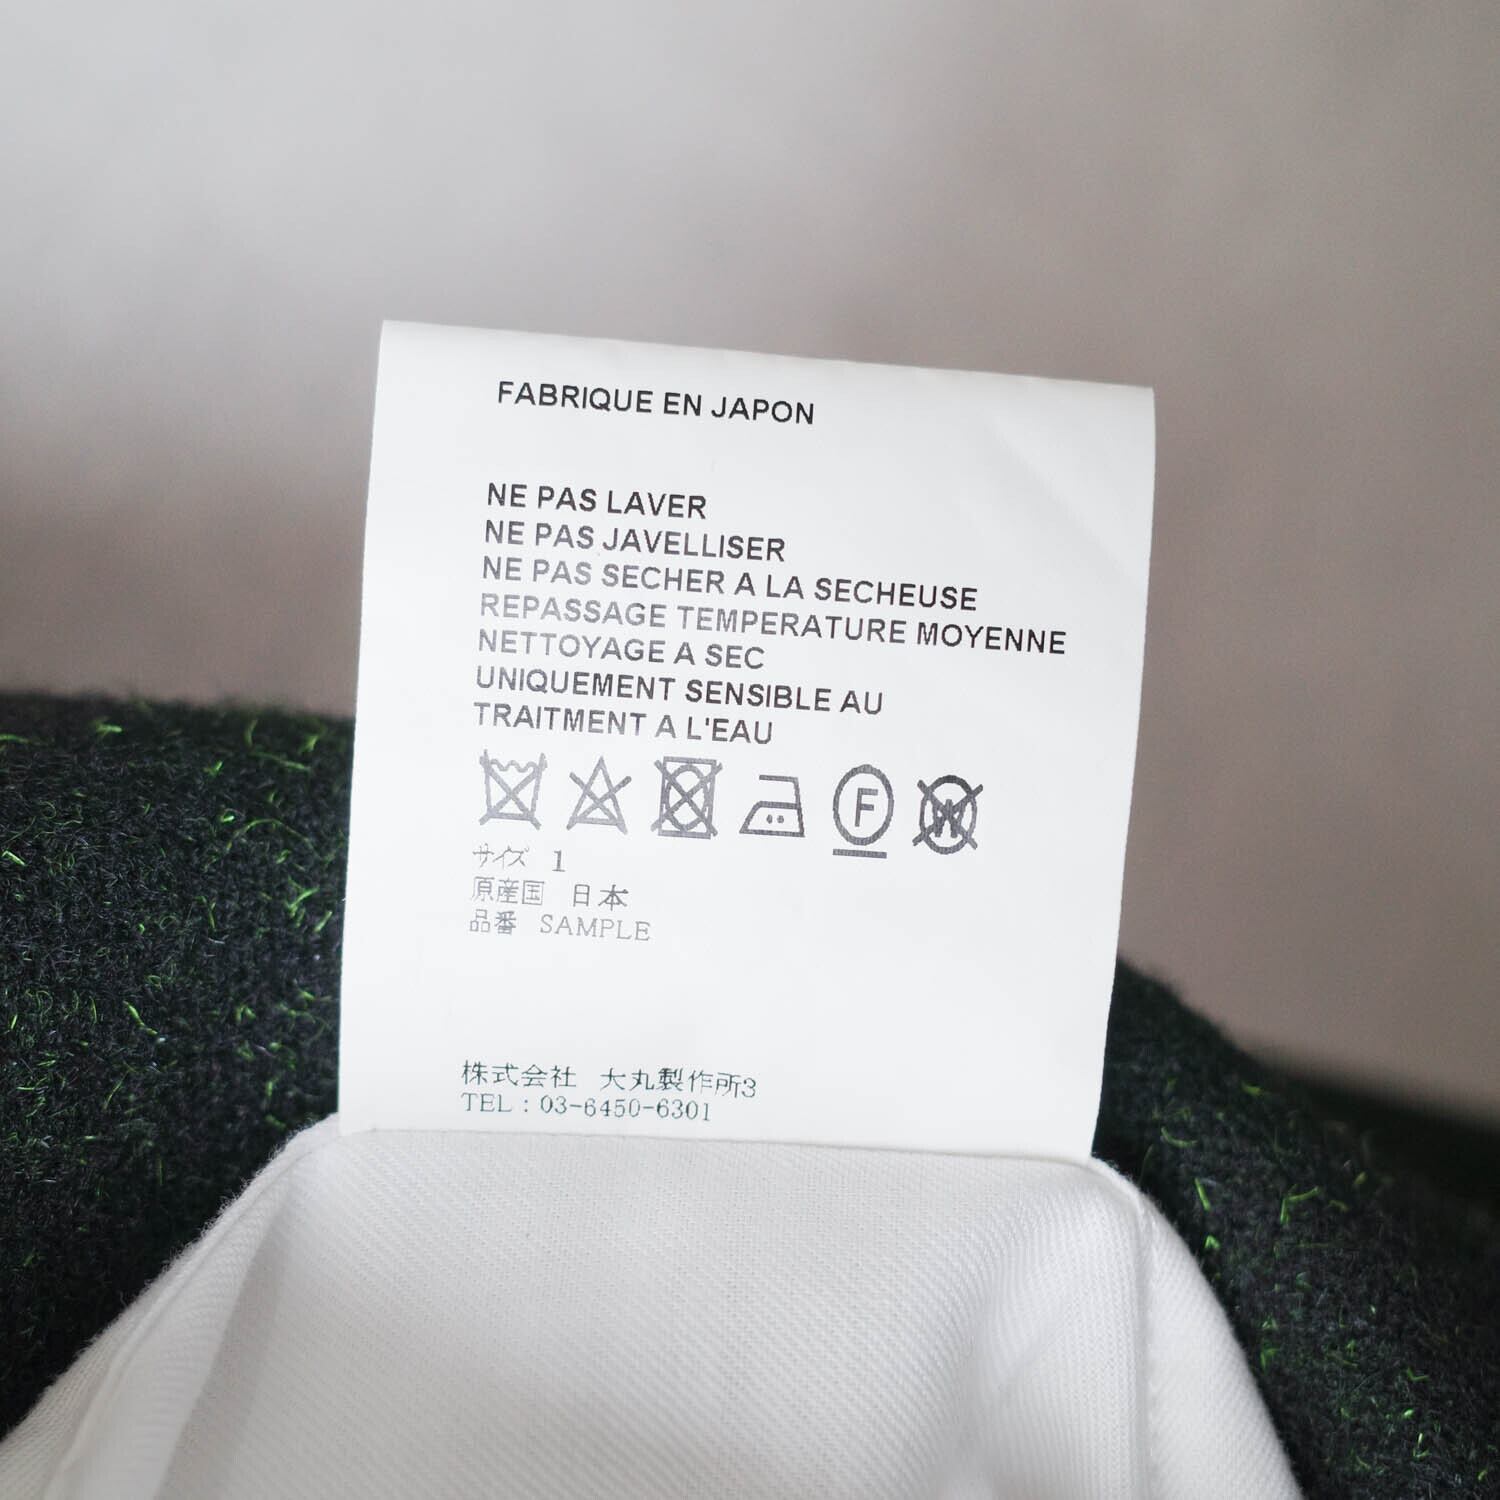 FABRIQUE EN JAPON
NE PAS LAVER
NE PAS JAVELLISER
NE PAS SECHER A LA SECHEUSE
REPASSAGE TEMPERATURE MOYENNE
NETTOYAGE A SEC
UNIQUEMENT SENSIBLE AU
TRAITMENT A L'EAU
F W
サイズ 1
原産国 日本
品番 SAMPLE
株式会社 大丸製作所3
TEL：03-6450-6301